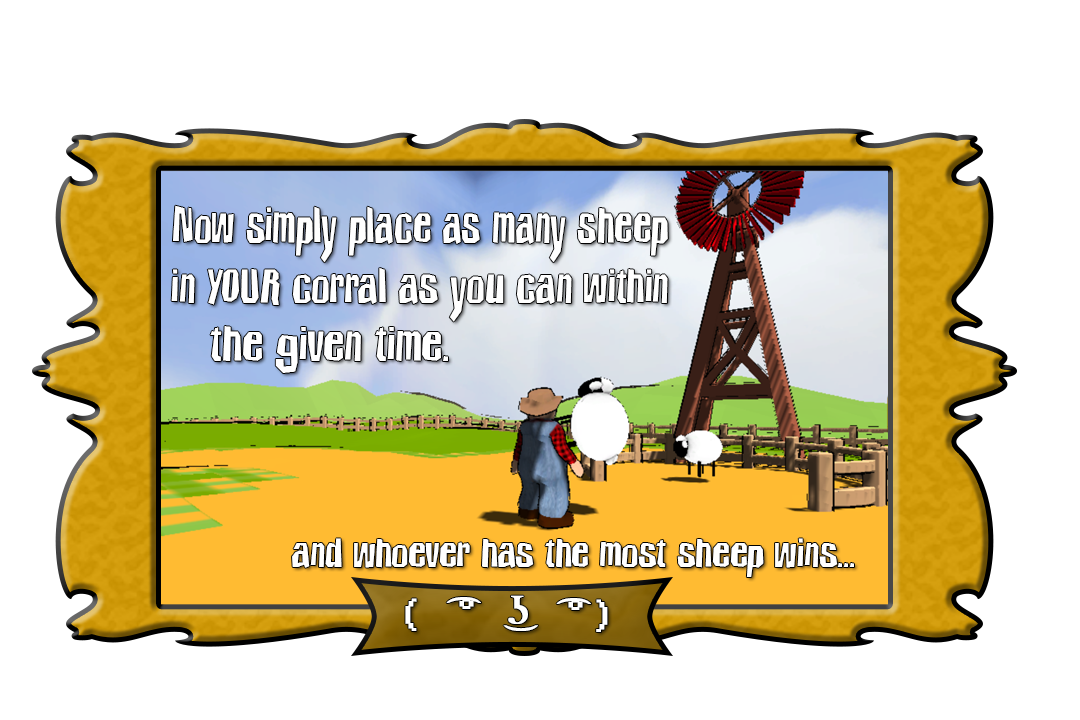 Now simply place as many sheep
in YOUR corral as you can within
the given time.
and whoever has the most sheep wins...
( ͡° ͜ʖ ͡°)